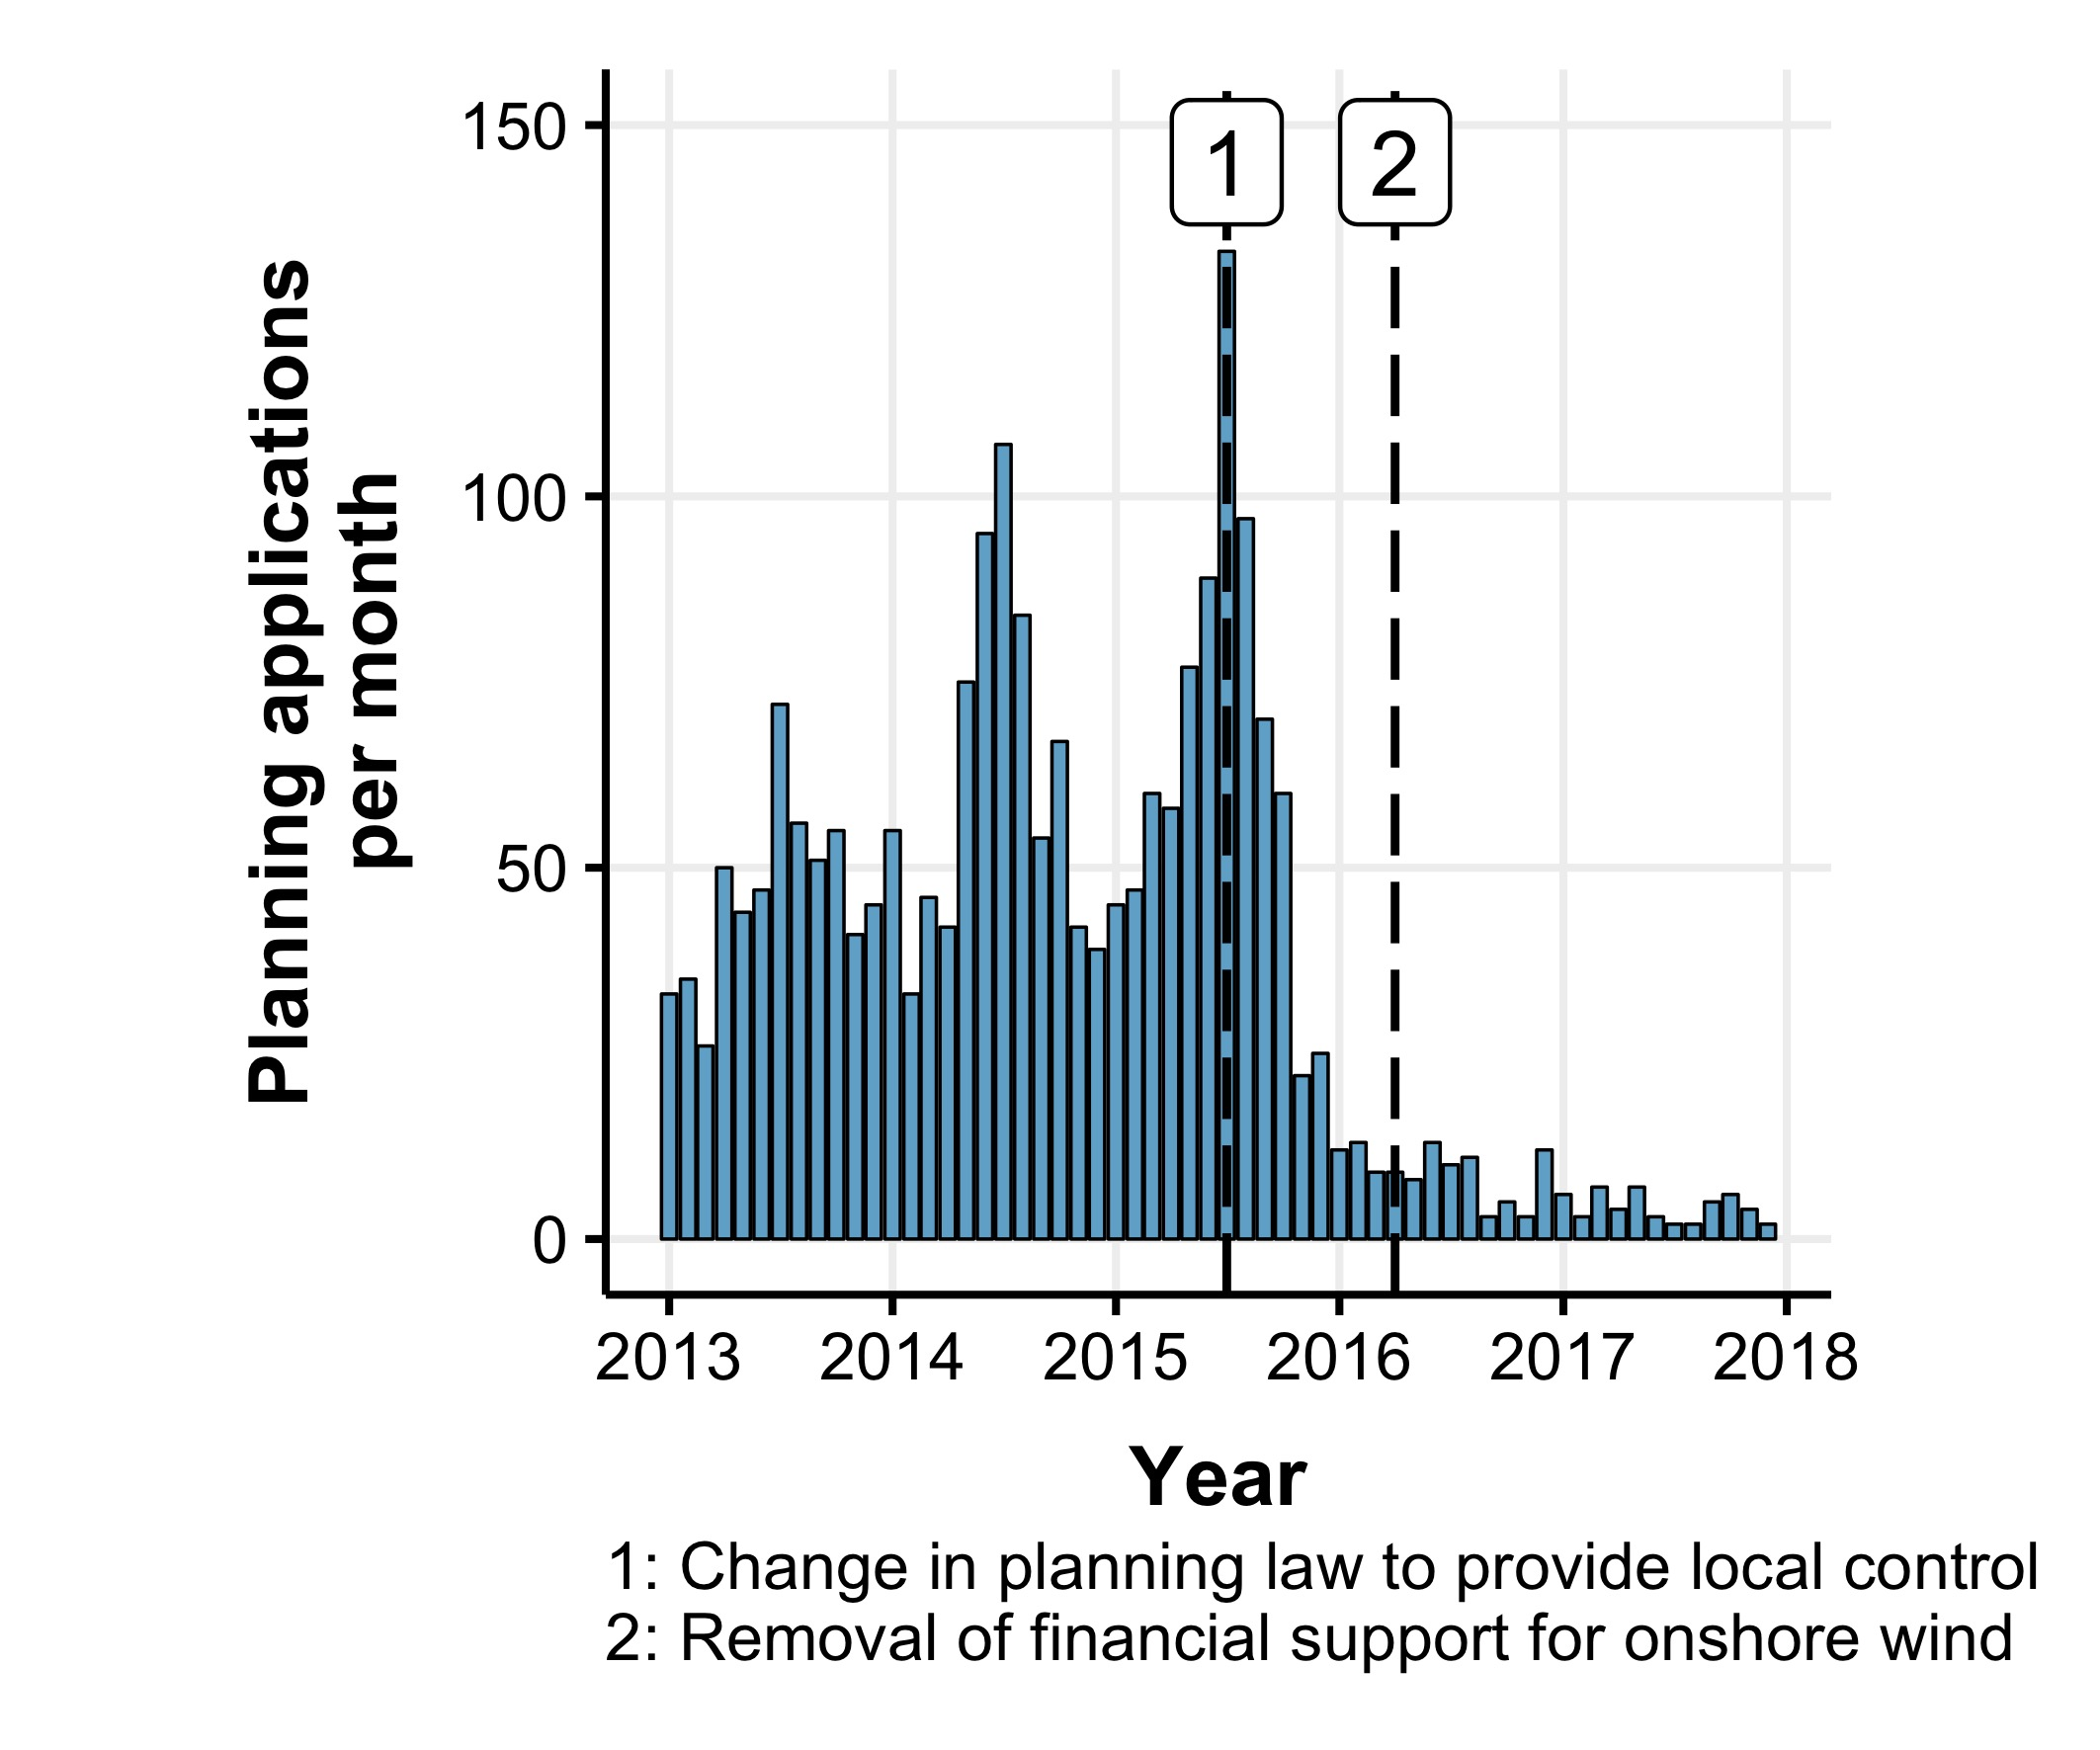 Planning applications
per month
150
100
50
0
1
2
2013
2014
2015
2016
2017
2018
Year
1: Change in planning law to provide local control
2: Removal of financial support for onshore wind